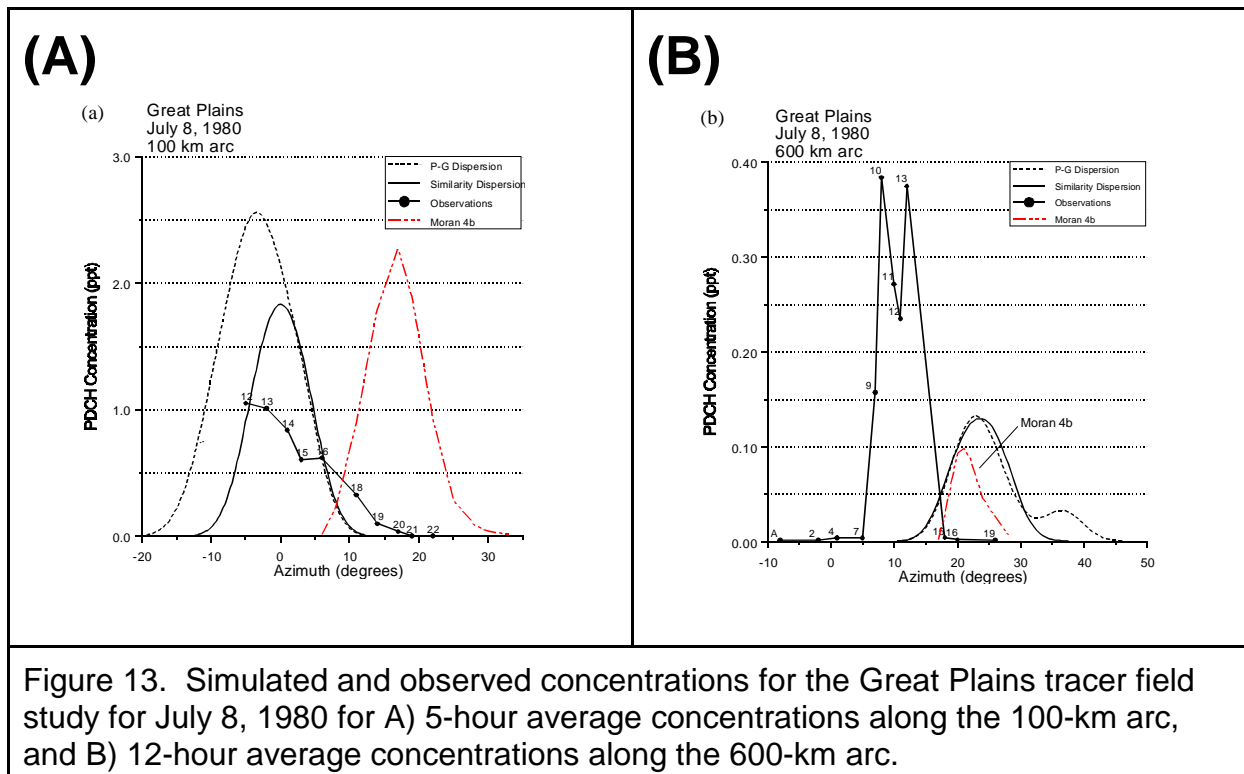 (A)
(a)
Great Plains
July 8, 1980
100 km arc
3.0
2.0
1.0
0.0
PDCH Concentration (ppt)
P-G Dispersion
Similarity Dispersion
Observations
Moran 4b
12
13
14
15
16
18
19
20
21
22
-20
-10
0
10
20
30
Azimuth (degrees)
(B)
(b)
Great Plains
July 8, 1980
600 km arc
0.40
0.30
0.20
0.10
0.00
PDCH Concentration (ppt)
P-G Dispersion
Similarity Dispersion
Observations
Moran 4b
10
13
11
12
9
Moran 4b
A
2
4
7
15
16
19
-10
0
10
20
30
40
50
Azimuth (degrees)
Figure 13. Simulated and observed concentrations for the Great Plains tracer field
study for July 8, 1980 for A) 5-hour average concentrations along the 100-km arc,
and B) 12-hour average concentrations along the 600-km arc.